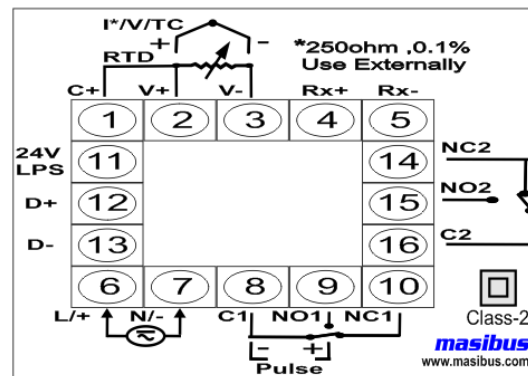 I*/V/TC
+ -
*250ohm ,0.1%
Use Externally
RTD
C+ V+ V- Rx+ Rx-
1 2 3 4 5
24V
LPS
11
14
NC2
D+
12
15
NO2
D-
13
16
C2
6 7 8 9 10
L/+ N/- C1 NO1 NC1
- +
Pulse
Class-2
masibus
www.masibus.com